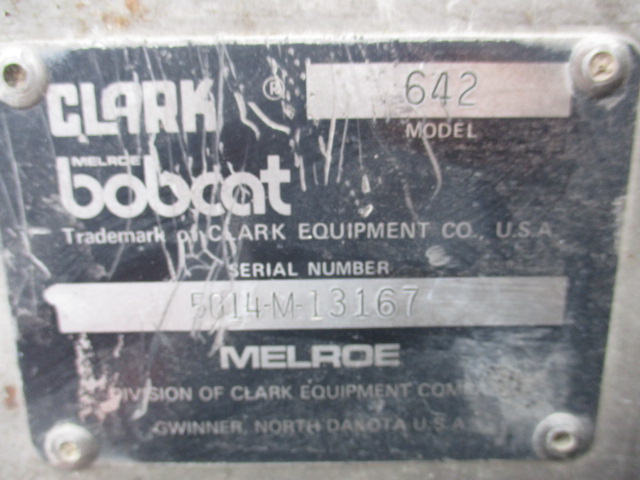 CLARK ® 642
MODEL
MELROE
bobcat
Trademark of CLARK EQUIPMENT CO., U.S.A.
SERIAL NUMBER
5014-M-13167
MELROE
DIVISION OF CLARK EQUIPMENT
GWINNER, NORTH DAKOTA U.S.A.